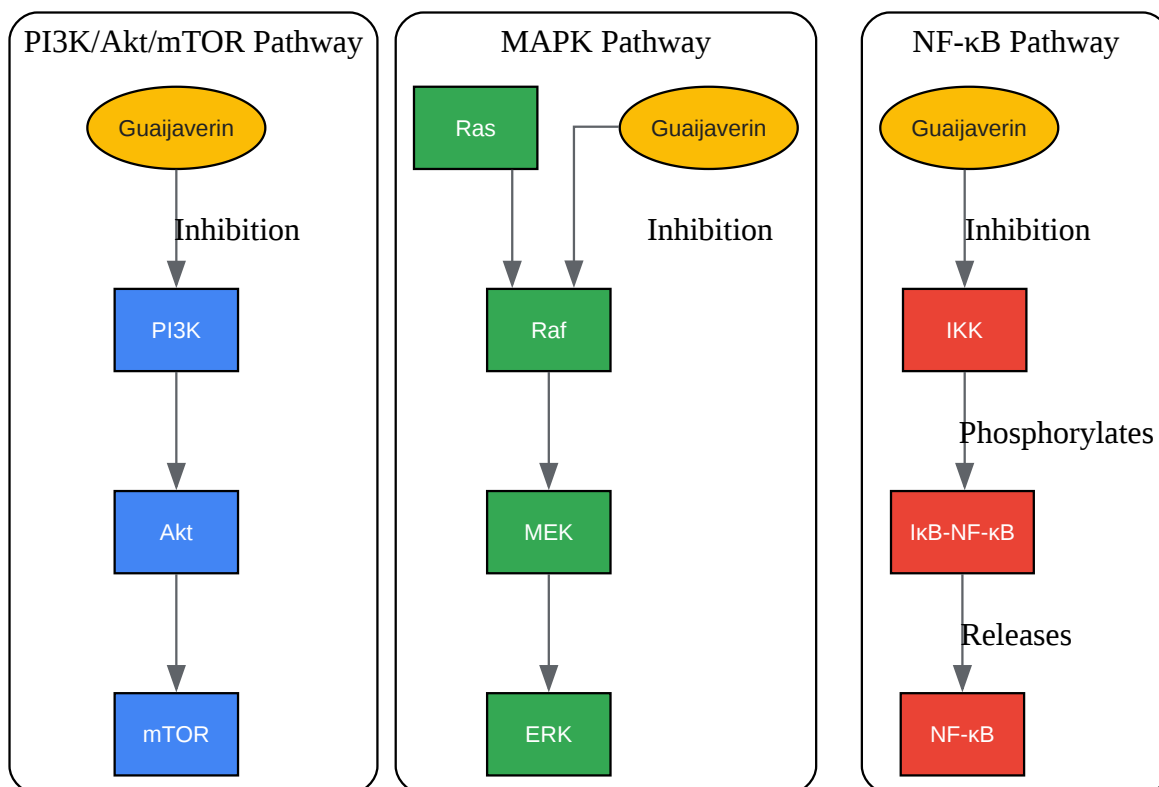 PI3K/Akt/mTOR Pathway
Guaijaverin
Inhibition
PI3K
Akt
mTOR
MAPK Pathway
Ras
Guaijaverin
Inhibition
Raf
MEK
ERK
NF-κB Pathway
Guaijaverin
Inhibition
IKK
Phosphorylates
IκB-NF-κB
Releases
NF-κB